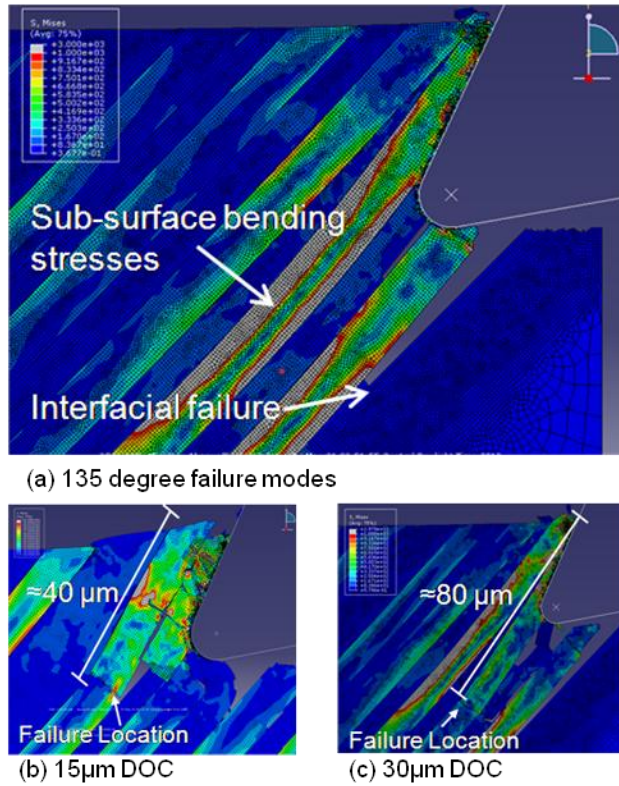 S, Mises
(Avg: 75%)
+3.000e+03
+1.000e+03
+9.167e+02
+8.334e+02
+7.501e+02
+6.668e+02
+5.835e+02
+5.002e+02
+4.169e+02
+3.336e+02
+2.503e+02
+1.670e+02
+8.367e+01
+3.677e-01
Sub-surface bending
stresses
Interfacial failure
(a) 135 degree failure modes
≈40 µm
Failure Location
(b) 15µm DOC
S, Mises
≈80 µm
Failure Location
(c) 30µm DOC